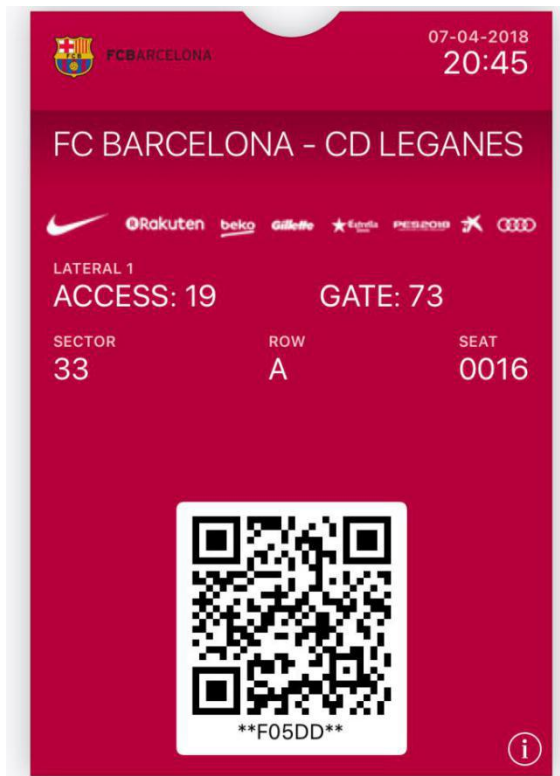 FCBARCELONA
07-04-2018
20:45
FC BARCELONA - CD LEGANES
Rakuten beko Gillette Estrella PES2018
LATERAL 1
ACCESS: 19 GATE: 73
SECTOR ROW SEAT
33 A 0016
**F05DD**
i